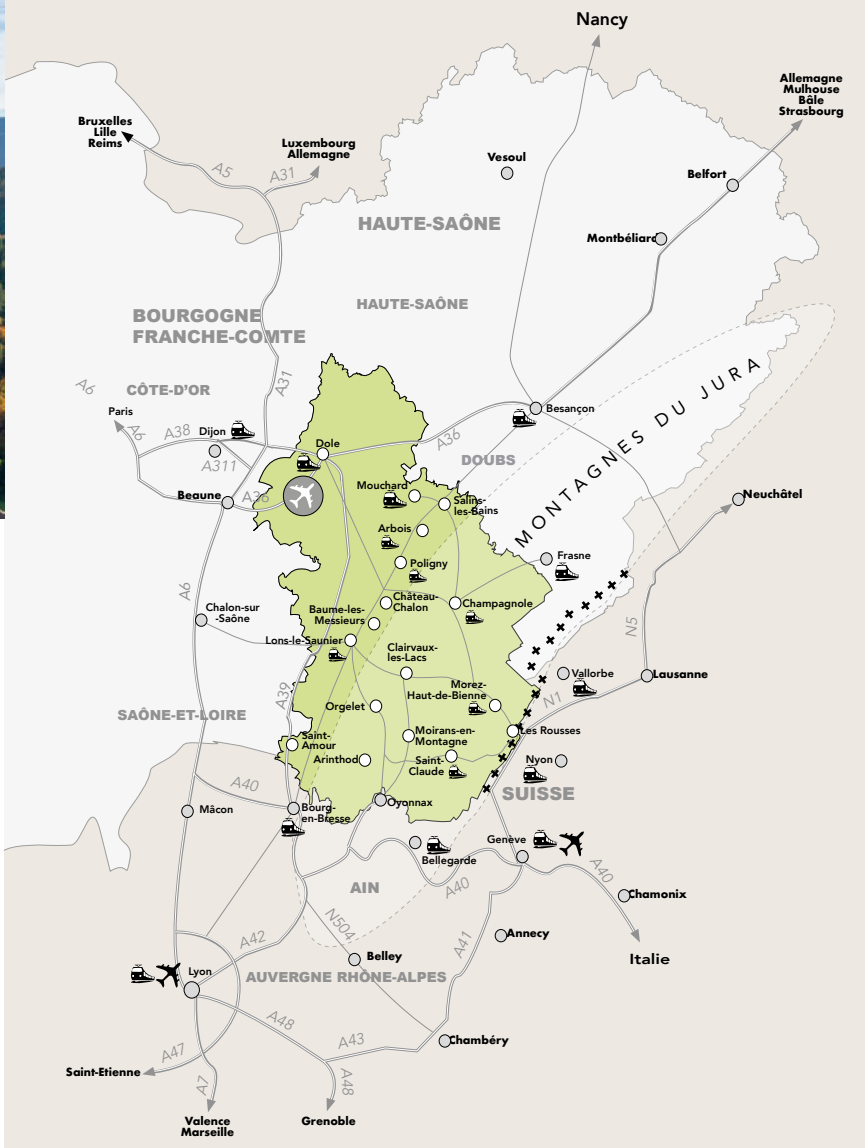 Nancy
Allemagne
Mulhouse
Bâle
Strasbourg
Bruxelles
Lille
Reims
Luxembourg
Allemagne
A5
A31
Vesoul
Belfort
HAUTE-SAÔNE
Montbéliard
HAUTE-SAÔNE
BOURGOGNE
FRANCHE-COMTE
MONTAGNES DU JURA
A31
A6
CÔTE-D'OR
Paris
A6
A38
Dijon
A311
Besançon
A36
DOUBS
Dole
Beaune
A36
Mouchard
Salins-
les-Bains
Neuchâtel
Arbois
Frasne
Poligny
A6
Château-
Chalon
Champagnole
Chalon-sur
-Saône
Baume-les-
Messieurs
N5
Lons-le-Saunier
Clairvaux-
les-Lacs
Vallorbe
Lausanne
A39
Morez-
Haut-de-Bienne
N1
Orgelet
SAÔNE-ET-LOIRE
Les Rousses
Saint-
Amour
Moirans-en-
Montagne
Arinthod
Saint-
Claude
Nyon
A40
SUISSE
Mâcon
Bourg-
en-Bresse
Oyonnax
Genève
Bellegarde
A40
A40
AIN
Chamonix
N504
A42
A41
Annecy
Belley
Italie
Lyon
AUVERGNE RHÔNE-ALPES
A48
A43
Chambéry
A47
Saint-Etienne
A7
A48
Valence
Marseille
Grenoble